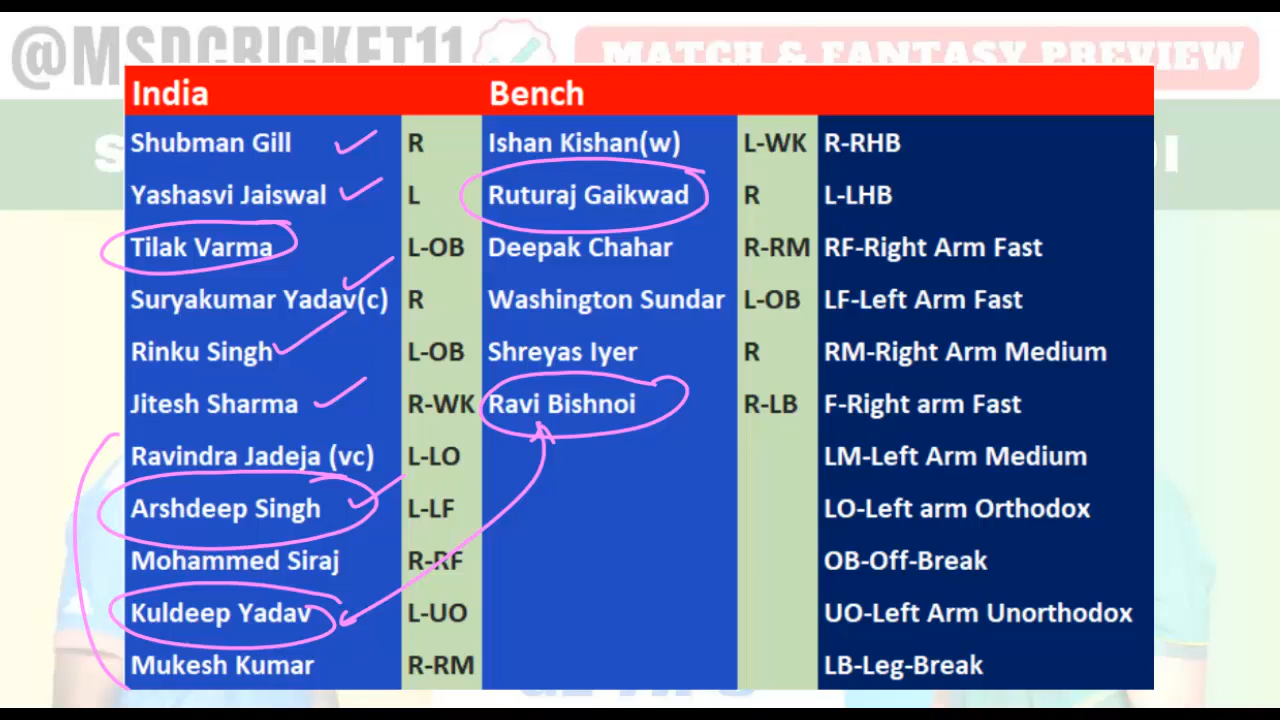 @MSDCRICKET11 MATCH & FANTASY PREVIEW
India Bench
Shubman Gill R Ishan Kishan(w) L-WK R-RHB
Yashasvi Jaiswal L Ruturaj Gaikwad R L-LHB
Tilak Varma L-OB Deepak Chahar R-RM RF-Right Arm Fast
Suryakumar Yadav(c) R Washington Sundar L-OB LF-Left Arm Fast
Rinku Singh L-OB Shreyas Iyer R RM-Right Arm Medium
Jitesh Sharma R-WK Ravi Bishnoi R-LB F-Right arm Fast
Ravindra Jadeja (vc) L-LO LM-Left Arm Medium
Arshdeep Singh L-LF LO-Left arm Orthodox
Mohammed Siraj R-RF OB-Off-Break
Kuldeep Yadav L-UO UO-Left Arm Unorthodox
Mukesh Kumar R-RM LB-Leg-Break